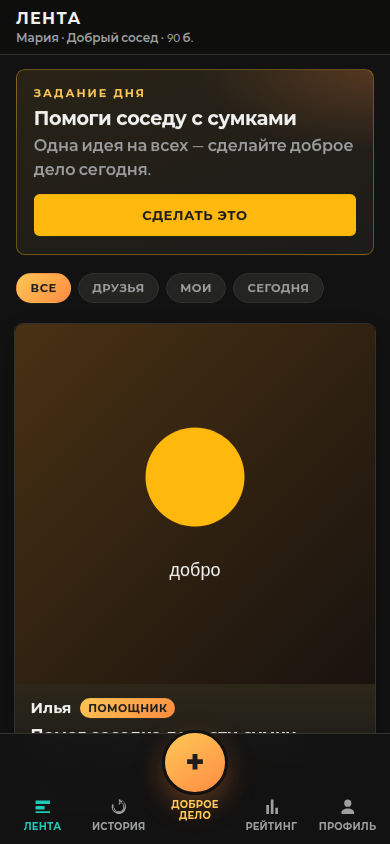 ЛЕНТА
Мария · Добрый сосед · 90 б.
ЗАДАНИЕ ДНЯ
Помоги соседу с сумками
Одна идея на всех — сделайте доброе
дело сегодня.
СДЕЛАТЬ ЭТО
ВСЕ
ДРУЗЬЯ
МОИ
СЕГОДНЯ
добро
Илья
ПОМОЩНИК
ЛЕНТА
ИСТОРИЯ
ДОБРОЕ
ДЕЛО
РЕЙТИНГ
ПРОФИЛЬ